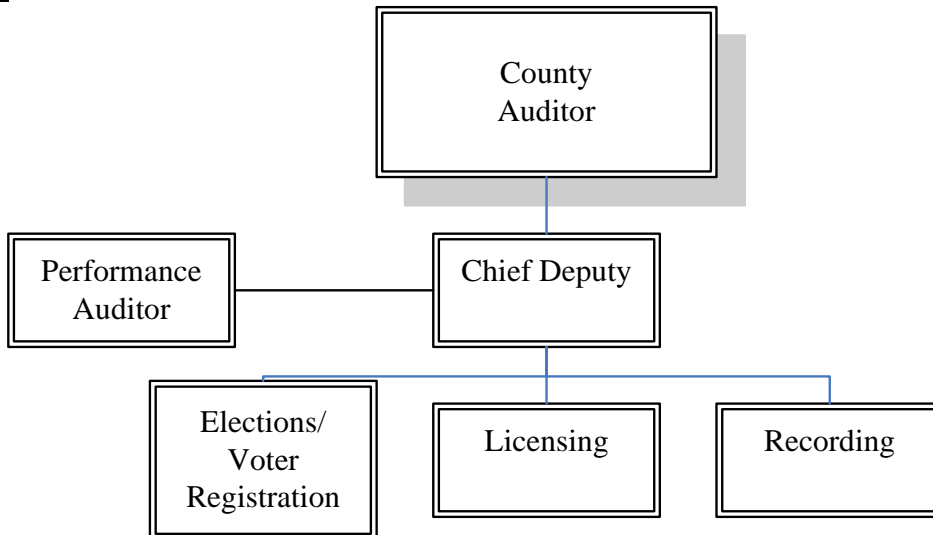 County
Auditor
Performance
Auditor
Chief Deputy
Elections/
Voter
Registration
Licensing
Recording